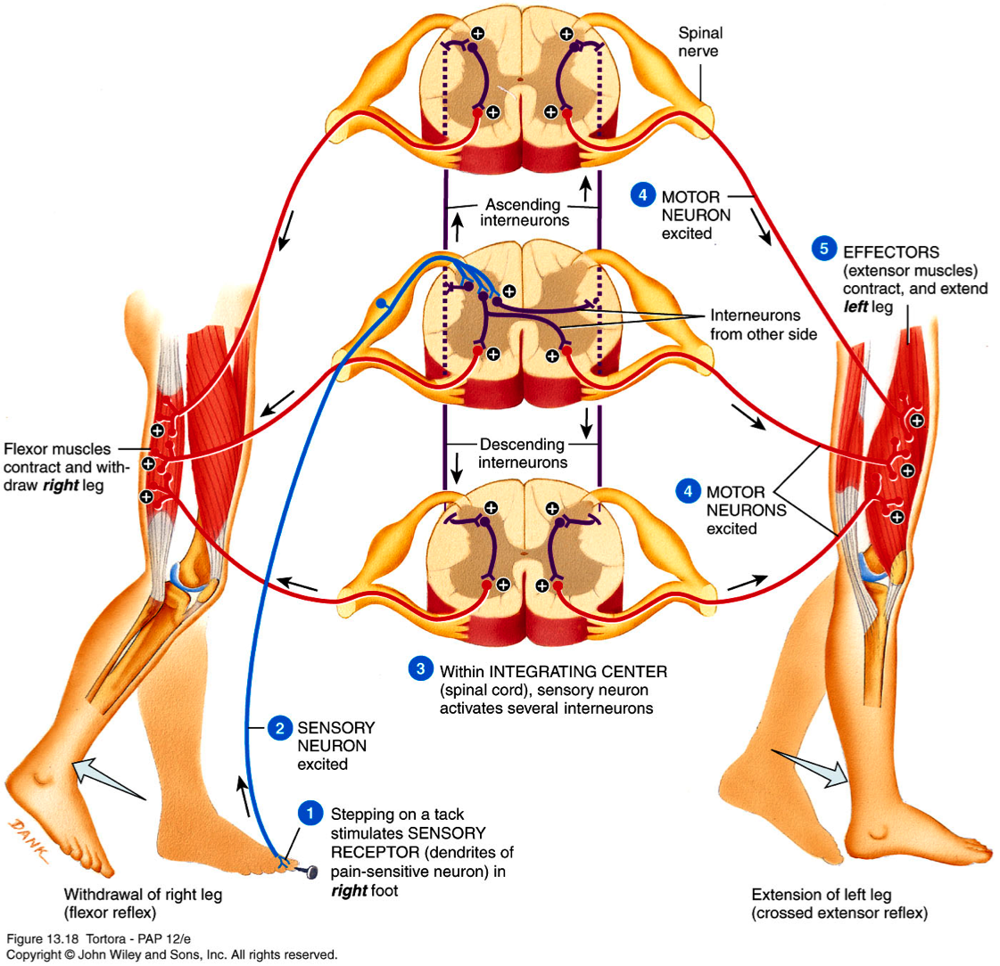 Spinal
nerve
4 MOTOR
NEURON
excited
Ascending
interneurons
5 EFFECTORS
(extensor muscles)
contract, and extend
left leg
+
+
+
+
Interneurons
from other side
+
+
+
Flexor muscles
contract and with-
draw right leg
+
+
+
Descending
interneurons
+
+
+
4 MOTOR
NEURONS
excited
+
+
+
+
3 Within INTEGRATING CENTER
(spinal cord), sensory neuron
activates several interneurons
2 SENSORY
NEURON
excited
1 Stepping on a tack
stimulates SENSORY
RECEPTOR (dendrites of
pain-sensitive neuron) in
right foot
DANK
Withdrawal of right leg
(flexor reflex)
Extension of left leg
(crossed extensor reflex)
Figure 13.18 Tortora - PAP 12/e
Copyright © John Wiley and Sons, Inc. All rights reserved.